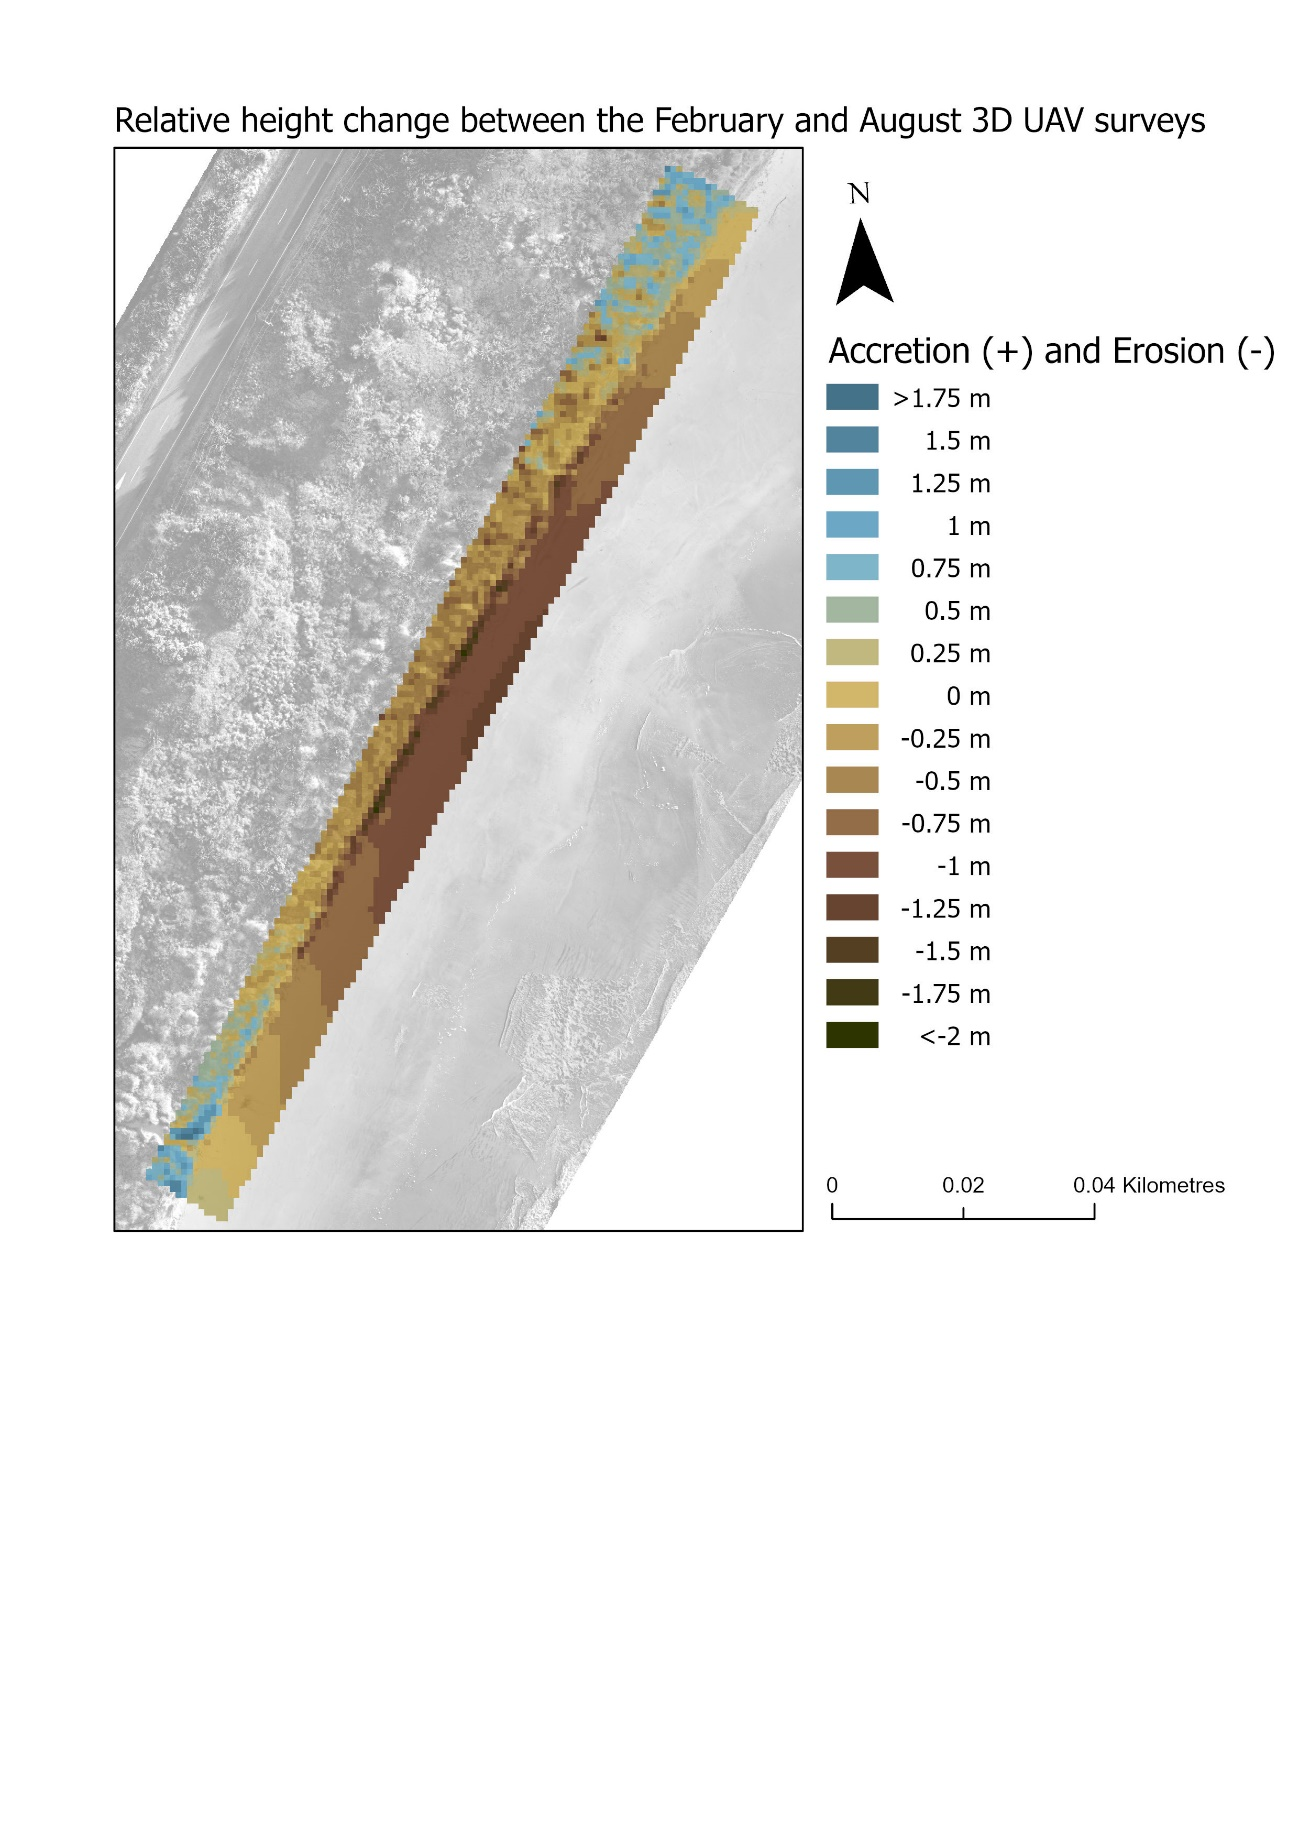 Relative height change between the February and August 3D UAV surveys
N
Accretion (+) and Erosion (-)
>1.75 m
1.5 m
1.25 m
1 m
0.75 m
0.5 m
0.25 m
0 m
-0.25 m
-0.5 m
-0.75 m
-1 m
-1.25 m
-1.5 m
-1.75 m
<-2 m
0 0.02 0.04 Kilometres